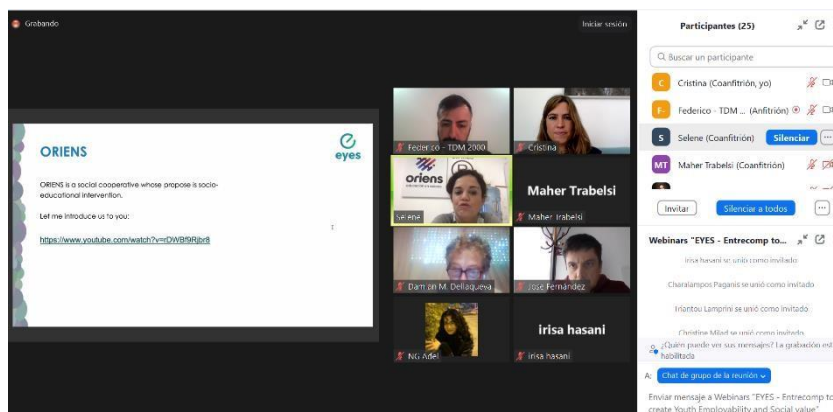 Grabando
Iniciar sesión
ORIENS
eyes
ORIENS is a social cooperative whose propose is socio-
educational intervention.
Let me introduce us to you:
https://www.youtube.com/watch?v=rDWBf9Rjbr8
Federico - TDM 2000
Cristina
oriens
Selene
Maher Trabelsi
Maher Trabelsi
Damian M. Dellaqueva
Jose Fernández
NG Adel
irisa hasani
irisa hasani
Participantes (25)
Buscar un participante
C Cristina (Coanfitrión, yo)
F- Federico - TDM ... (Anfitrión)
S Selene (Coanfitrión) Silenciar ...
MT Maher Trabelsi (Coanfitrión)
Invitar Silenciar a todos ...
Webinars "EYES - Entrecomp to...
irisa hasani se unió como invitado
Charalampos Paganis se unió como invitado
Iriantou Lamprini se unió como invitado
Christine Milad se unió como invitado
¿Quién puede ver sus mensajes? La grabación est
habilitada
A: Chat de grupo de la reunión
Enviar mensaje a Webinars "EYES - Entrecomp to
create Youth Employability and Social value"